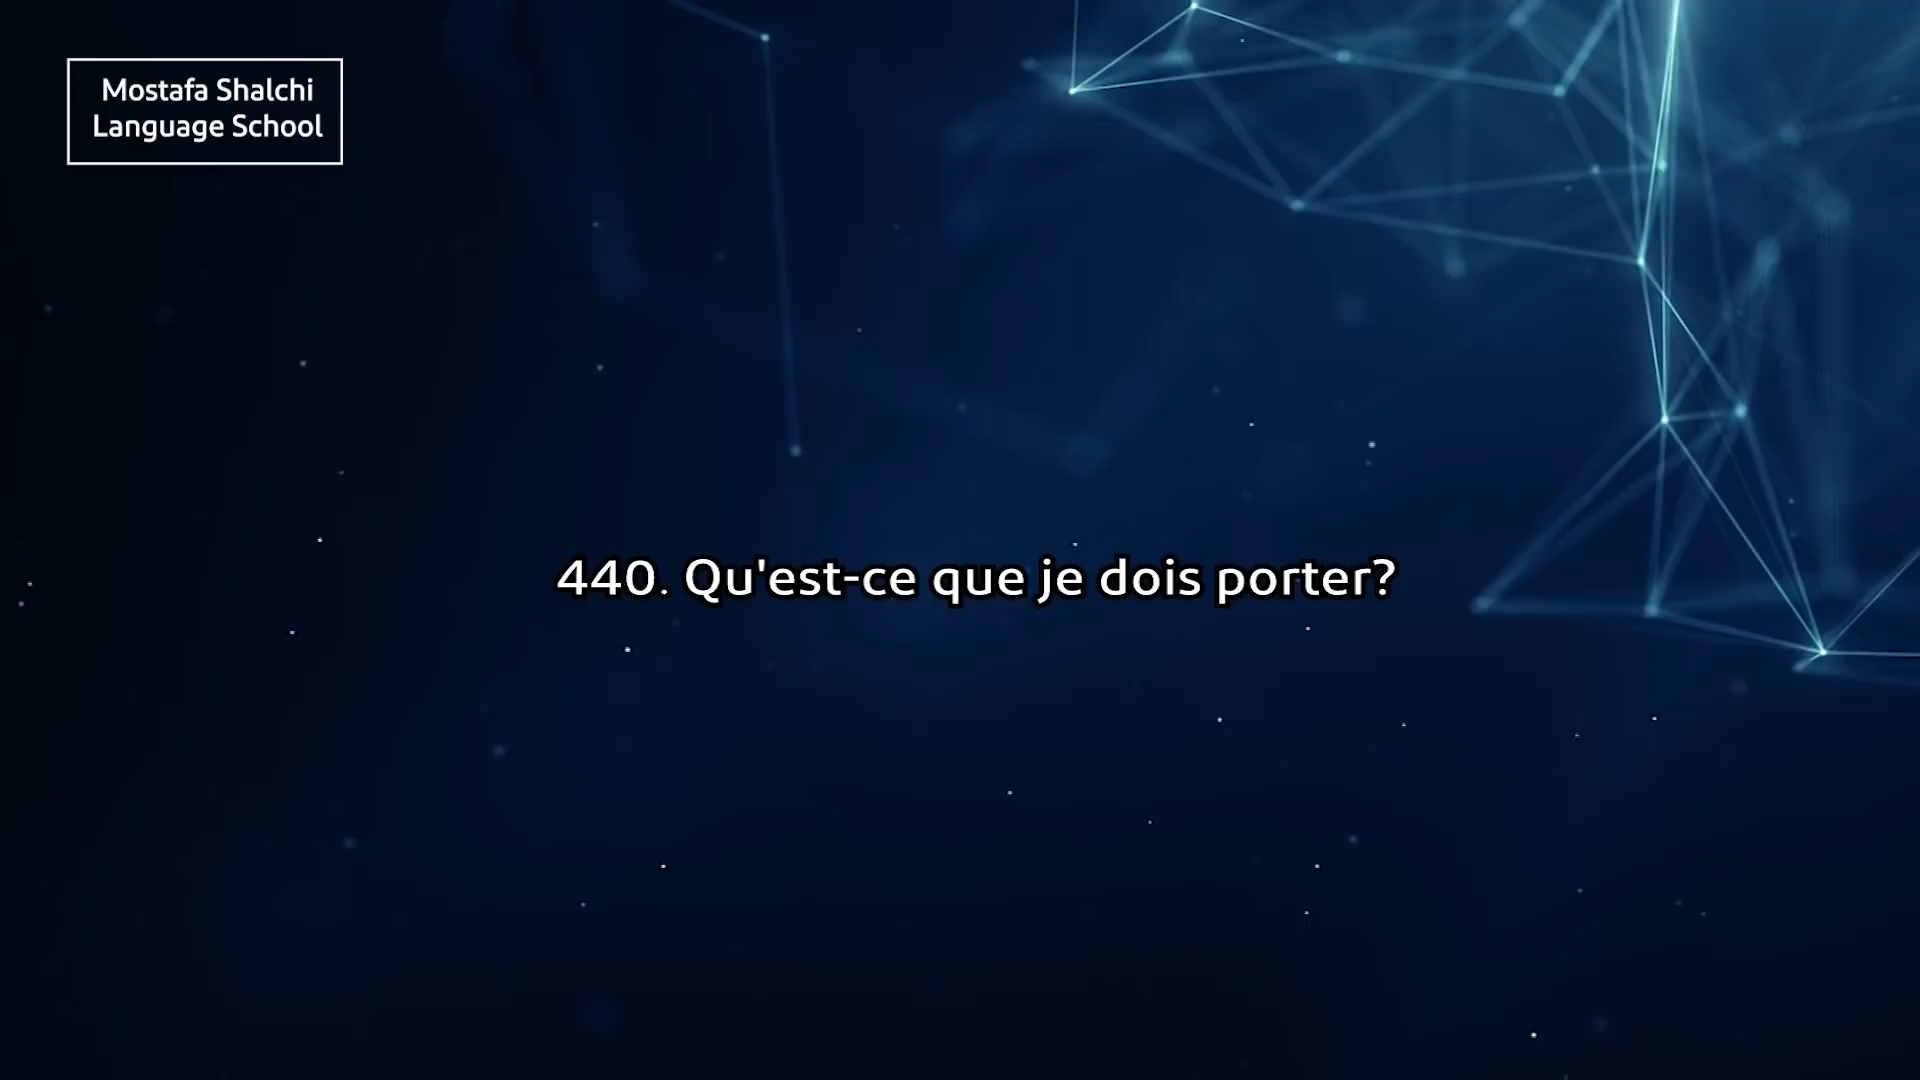 Mostafa Shalchi
Language School
440. Qu'est-ce que je dois porter?